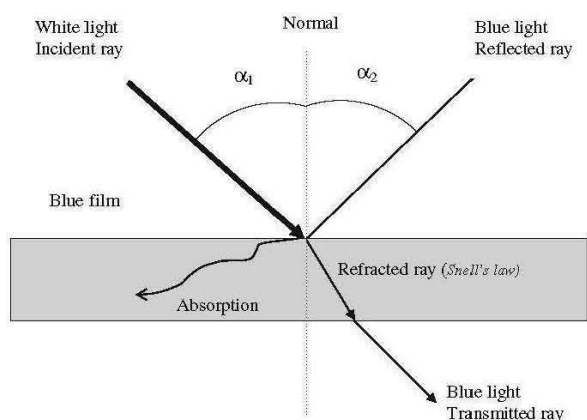 White light
Incident ray
Normal
Blue light
Reflected ray
α1
α2
Blue film
Refracted ray (Snell's law)
Absorption
Blue light
Transmitted ray